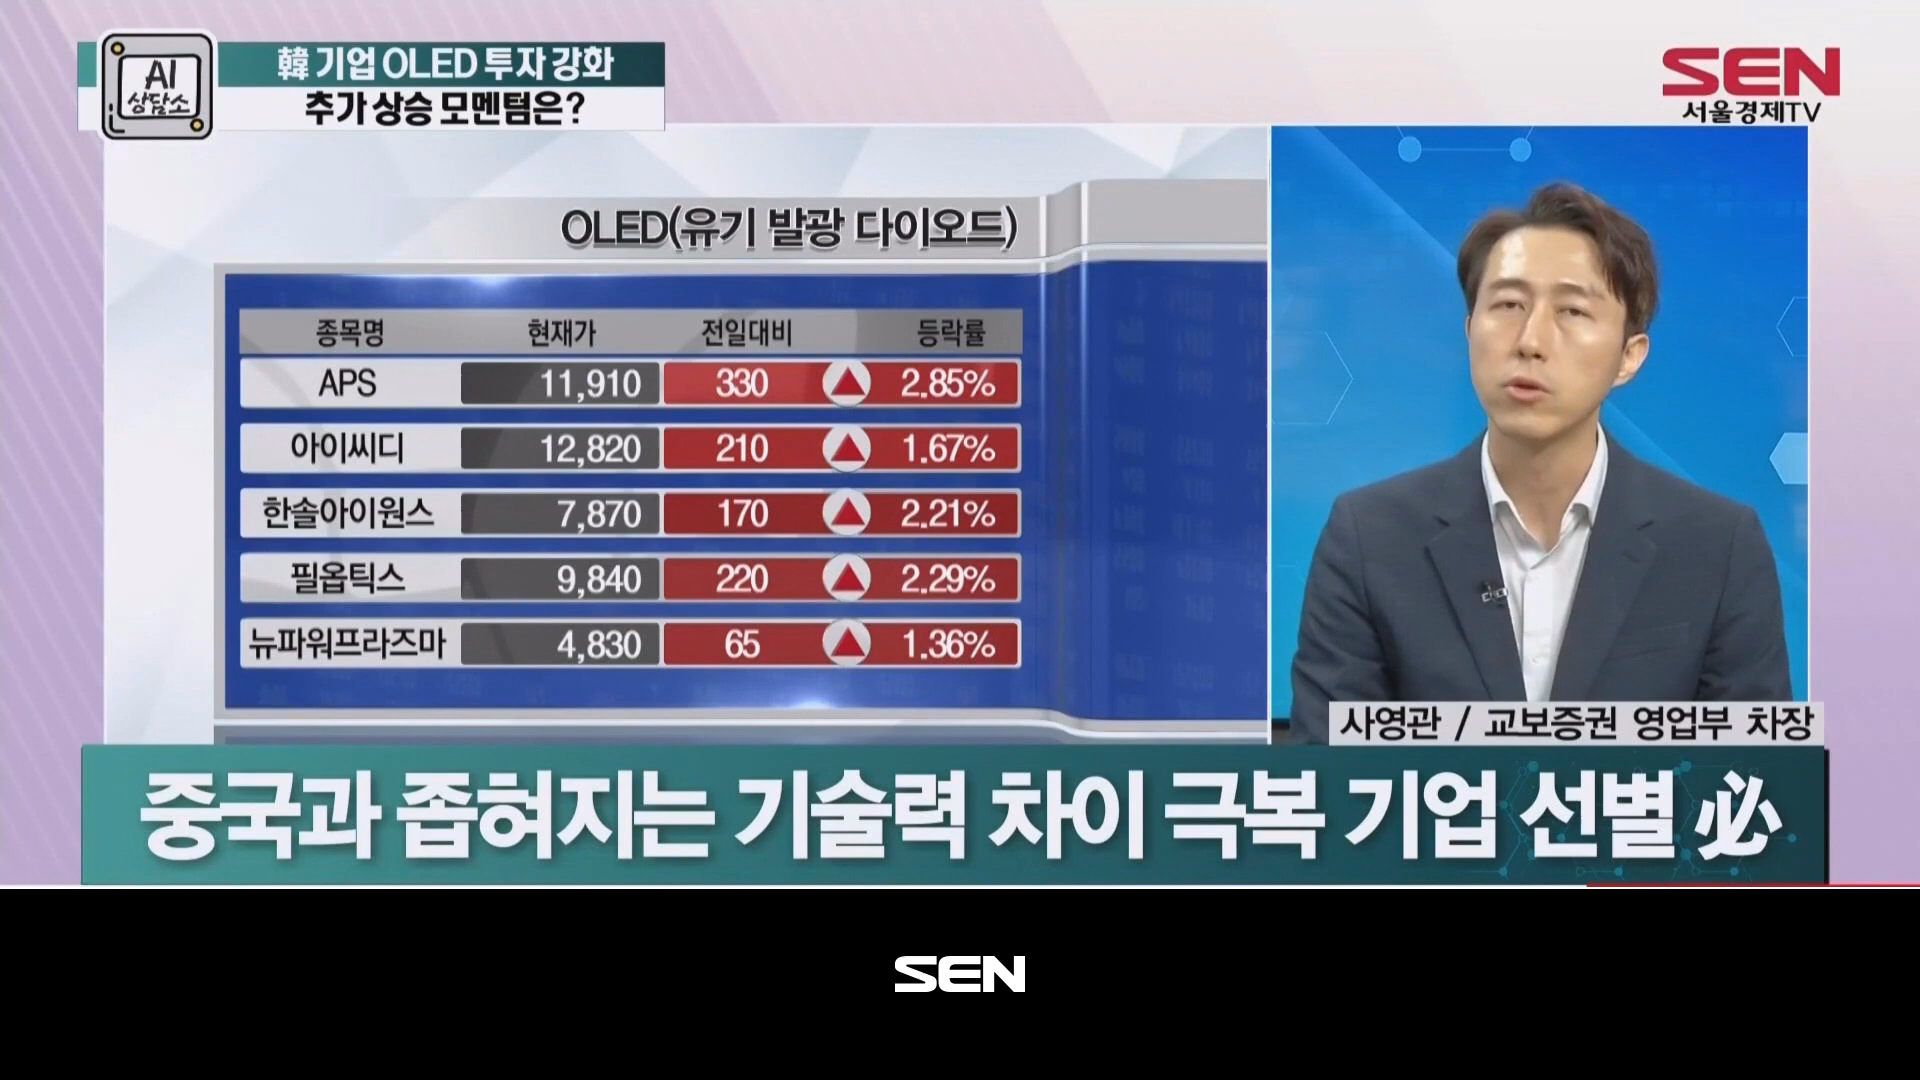 AI
상담소
韓 기업 OLED 투자 강화
추가 상승 모멘텀은?
SEN
서울경제TV
OLED(유기 발광 다이오드)
종목명 현재가 전일대비 등락률
APS 11,910 330 ▲ 2.85%
아이씨디 12,820 210 ▲ 1.67%
한솔아이원스 7,870 170 ▲ 2.21%
필옵틱스 9,840 220 ▲ 2.29%
뉴파워프라즈마 4,830 65 ▲ 1.36%
사영관 / 교보증권 영업부 차장
중국과 좁혀지는 기술력 차이 극복 기업 선별 必
SEN